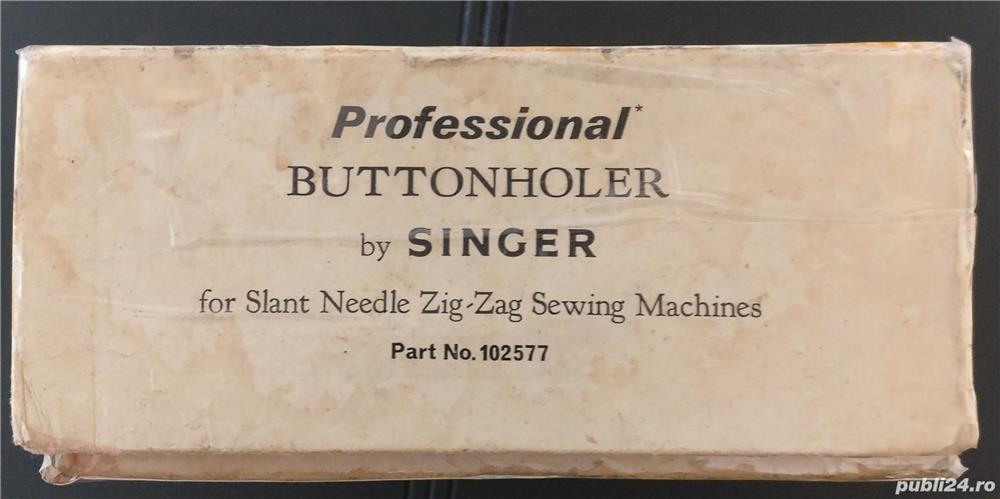 Professional*
BUTTONHOLER
by SINGER
for Slant Needle Zig-Zag Sewing Machines
Part No. 102577
publi24.ro